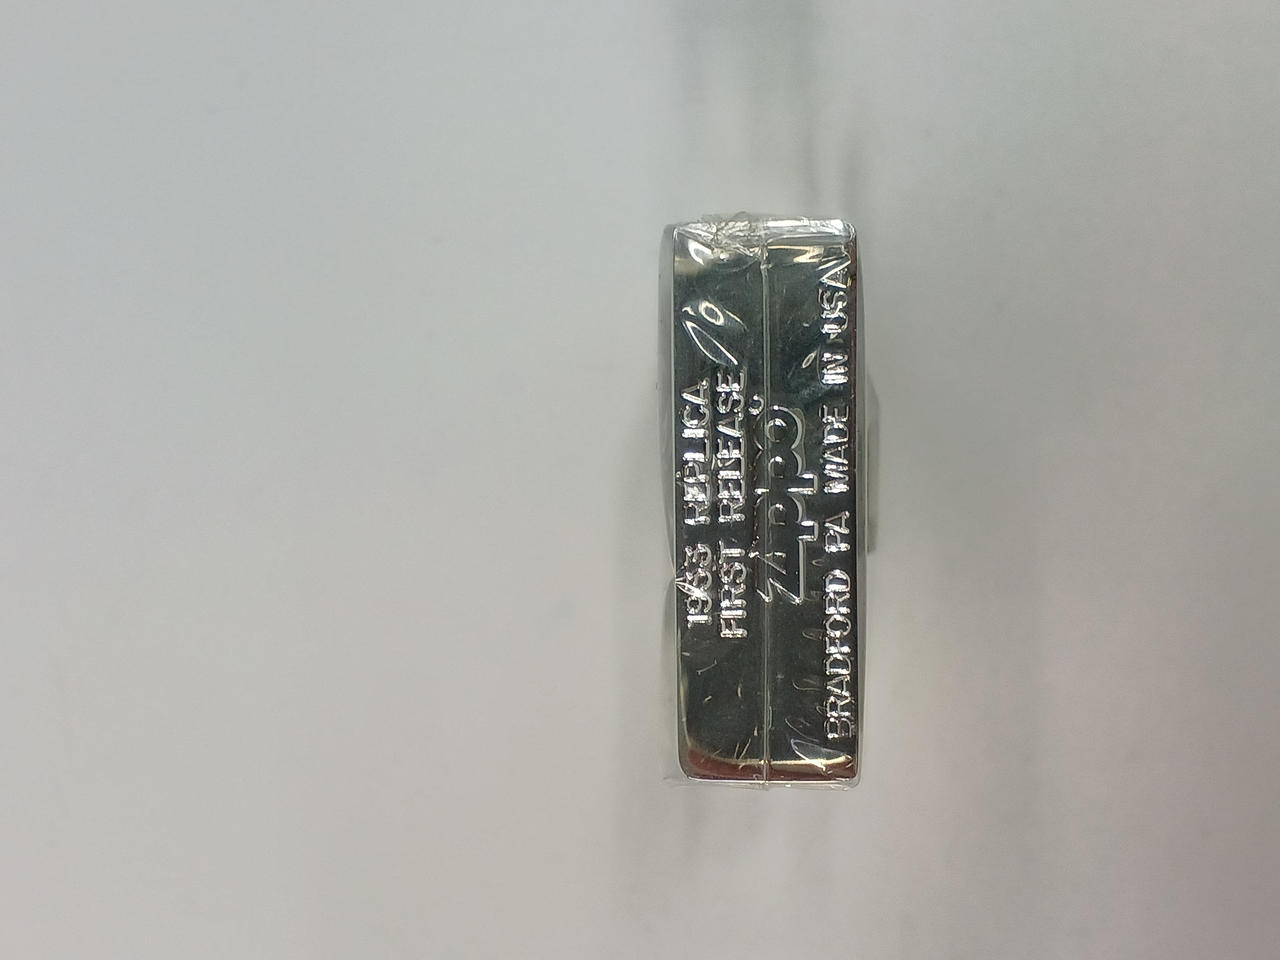 1933 REPLICA
FIRST RELEASE
Zippo
BRADFORD PA MADE IN USA